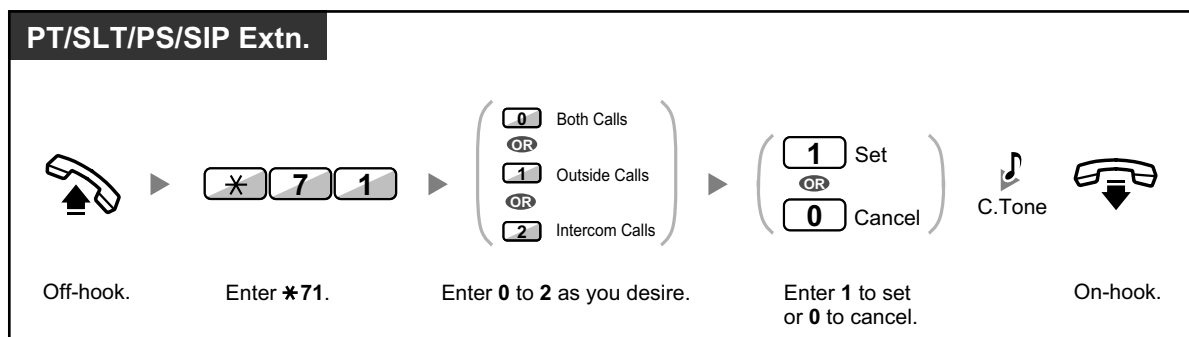 PT/SLT/PS/SIP Extn.
0 Both Calls
OR
1 Outside Calls
OR
2 Intercom Calls
* 7 1
1 Set
OR
0 Cancel
C.Tone
Off-hook.
Enter *71.
Enter 0 to 2 as you desire.
Enter 1 to set
or 0 to cancel.
On-hook.